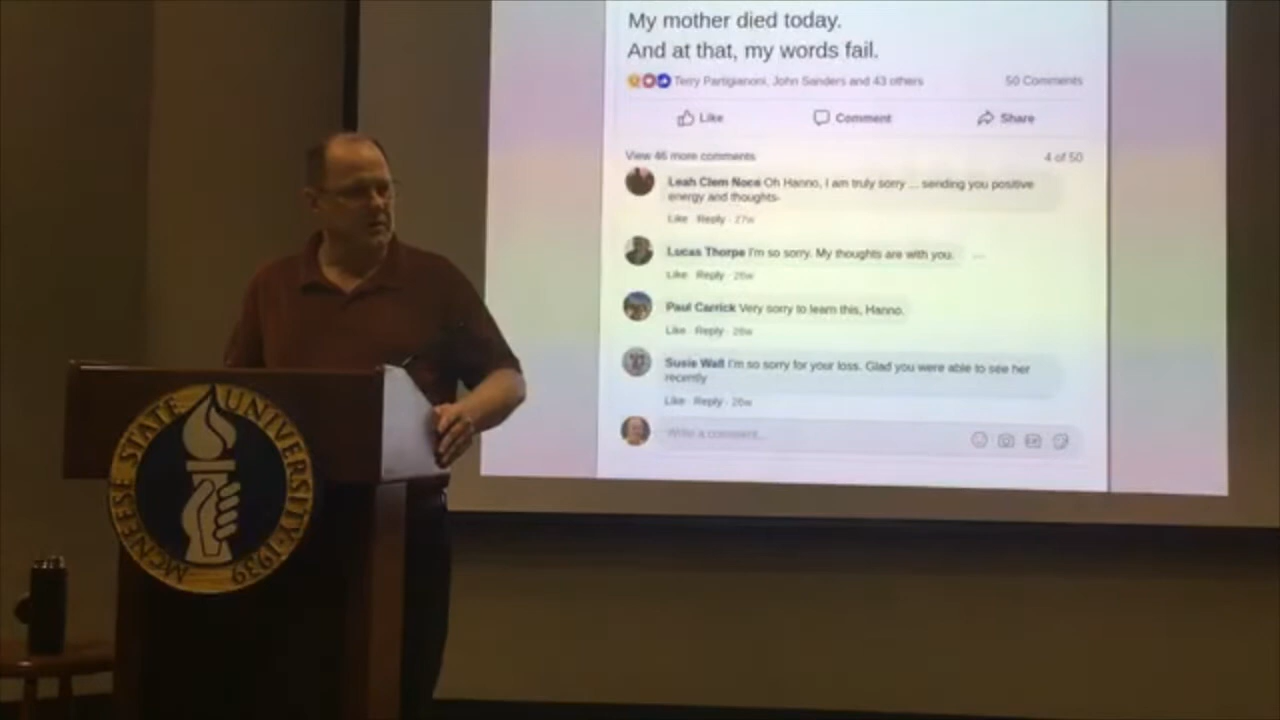 My mother died today.
And at that, my words fail.
Terry Partigianoni, John Sanders and 43 others 50 Comments
Like Comment Share
View 46 more comments 4 of 50
Leah Clem Noce Oh Hanno, I am truly sorry ... sending you positive
energy and thoughts-
Like · Reply · 27w
Lucas Thorpe I'm so sorry. My thoughts are with you.
Like · Reply · 26w
Paul Carrick Very sorry to learn this, Hanno.
Like · Reply · 26w
Susie Watt I'm so sorry for your loss. Glad you were able to see her
recently
Like · Reply · 26w
Write a comment...
GIF
McNEESE STATE UNIVERSITY · 1939